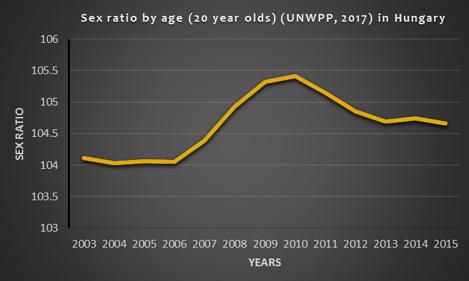 Sex ratio by age (20 year olds) (UNWPP, 2017) in Hungary
106
105.5
105
104.5
104
103.5
103
SEX RATIO
2003 2004 2005 2006 2007 2008 2009 2010 2011 2012 2013 2014 2015
YEARS